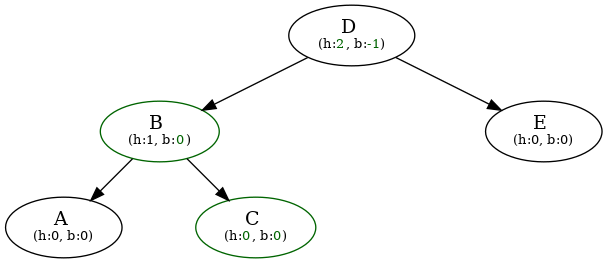 D
(h:2, b:-1)
B
(h:1, b:0)
E
(h:0, b:0)
A
(h:0, b:0)
C
(h:0, b:0)